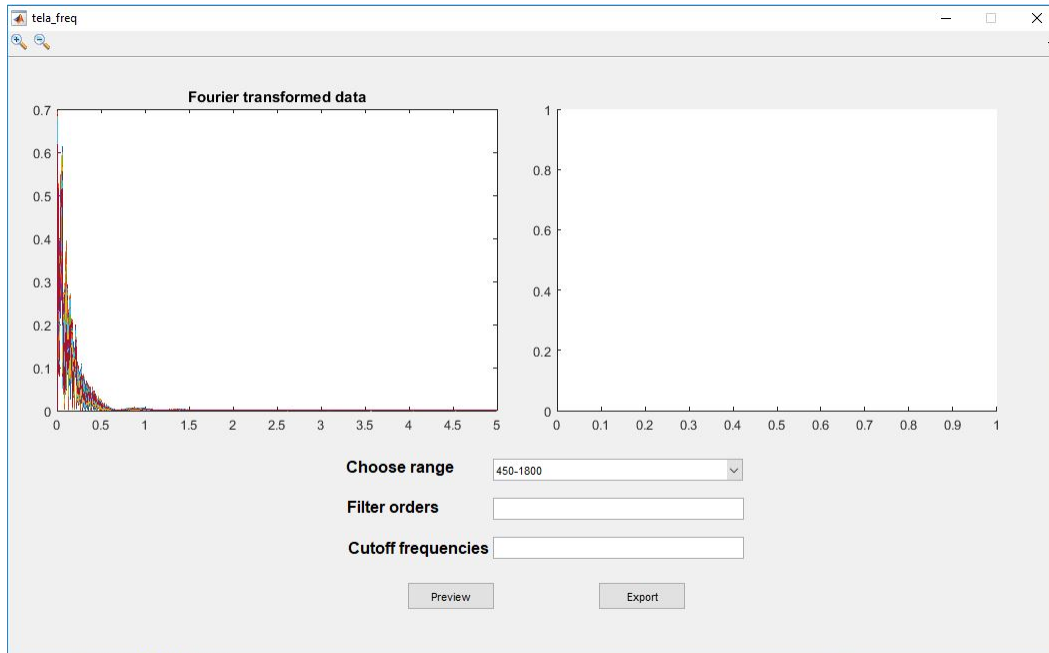 tela_freq
Fourier transformed data
0.7
0.6
0.5
0.4
0.3
0.2
0.1
0
0 0.5 1 1.5 2 2.5 3 3.5 4 4.5 5
1
0.8
0.6
0.4
0.2
0
0 0.1 0.2 0.3 0.4 0.5 0.6 0.7 0.8 0.9 1
Choose range 450-1800
Filter orders
Cutoff frequencies
Preview Export